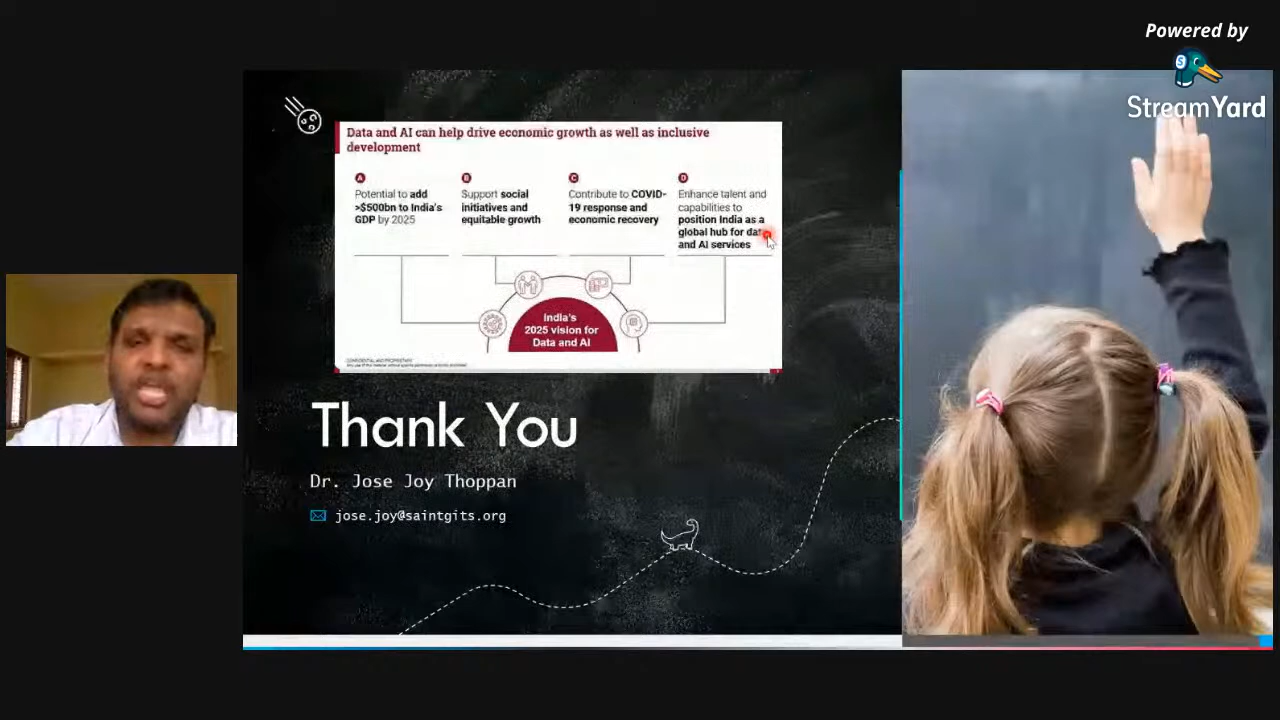 Powered by
StreamYard
Data and AI can help drive economic growth as well as inclusive
development
A
Potential to add
>$500bn to India's
GDP by 2025
B
Support social
initiatives and
equitable growth
C
Contribute to COVID-
19 response and
economic recovery
D
Enhance talent and
capabilities to
position India as a
global hub for data
and AI services
India's
2025 vision for
Data and AI
CONFIDENTIAL AND PROPRIETARY
Thank You
Dr. Jose Joy Thoppan
jose.joy@saintgits.org